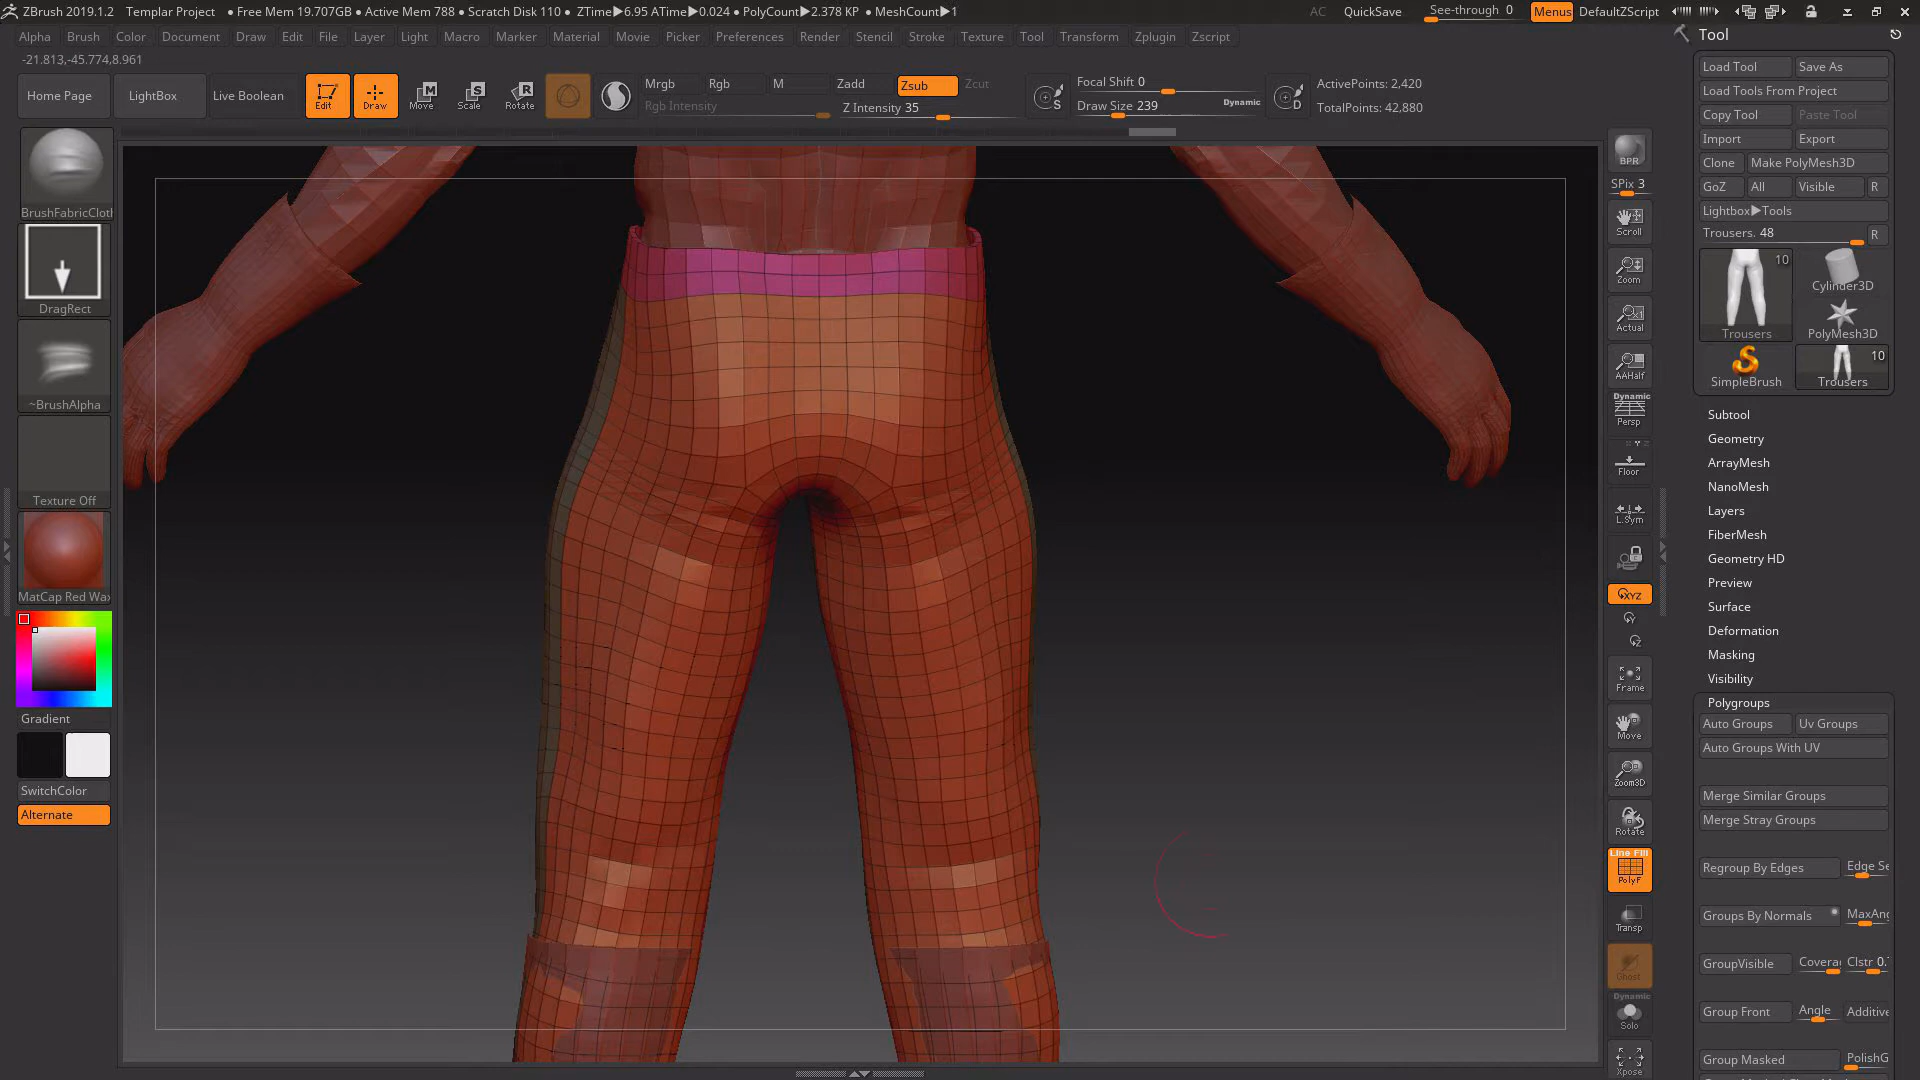 ZBrush 2019.1.2 Templar Project • Free Mem 19.707GB • Active Mem 788 • Scratch Disk 110 • ZTime▶6.95 ATime▶0.024 • PolyCount▶2.378 KP • MeshCount▶1 AC QuickSave See-through 0 Menus DefaultZScript
Alpha Brush Color Document Draw Edit File Layer Light Macro Marker Material Movie Picker Preferences Render Stencil Stroke Texture Tool Transform Zplugin Zscript
-21.813,-45.774,8.961
Home Page LightBox Live Boolean Edit Draw Move Scale Rotate
Mrgb Rgb M Zadd Zsub Zcut
Rgb Intensity Z Intensity 35
S Focal Shift 0
Draw Size 239 Dynamic D
ActivePoints: 2,420
TotalPoints: 42,880
BrushFabricCloth
DragRect
~BrushAlpha
Texture Off
MatCap Red Wax
Gradient
SwitchColor
Alternate
BPR
SPix 3
Scroll
Zoom
Actual
AAHalf
Dynamic
Persp
Floor
L.Sym
XYZ
Y
Z
Frame
Move
Zoom3D
Rotate
Line Fill
PolyF
Transp
Ghost
Dynamic
Solo
Xpose
Tool
Load Tool Save As
Load Tools From Project
Copy Tool Paste Tool
Import Export
Clone Make PolyMesh3D
GoZ All Visible R
Lightbox▶Tools
Trousers. 48 R
10
Trousers
Cylinder3D
PolyMesh3D
SimpleBrush
10
Trousers
Subtool
Geometry
ArrayMesh
NanoMesh
Layers
FiberMesh
Geometry HD
Preview
Surface
Deformation
Masking
Visibility
Polygroups
Auto Groups Uv Groups
Auto Groups With UV
Merge Similar Groups
Merge Stray Groups
Regroup By Edges Edge Se
Groups By Normals MaxAng
GroupVisible Covera Clstr 0.
Group Front Angle Additive
Group Masked PolishG